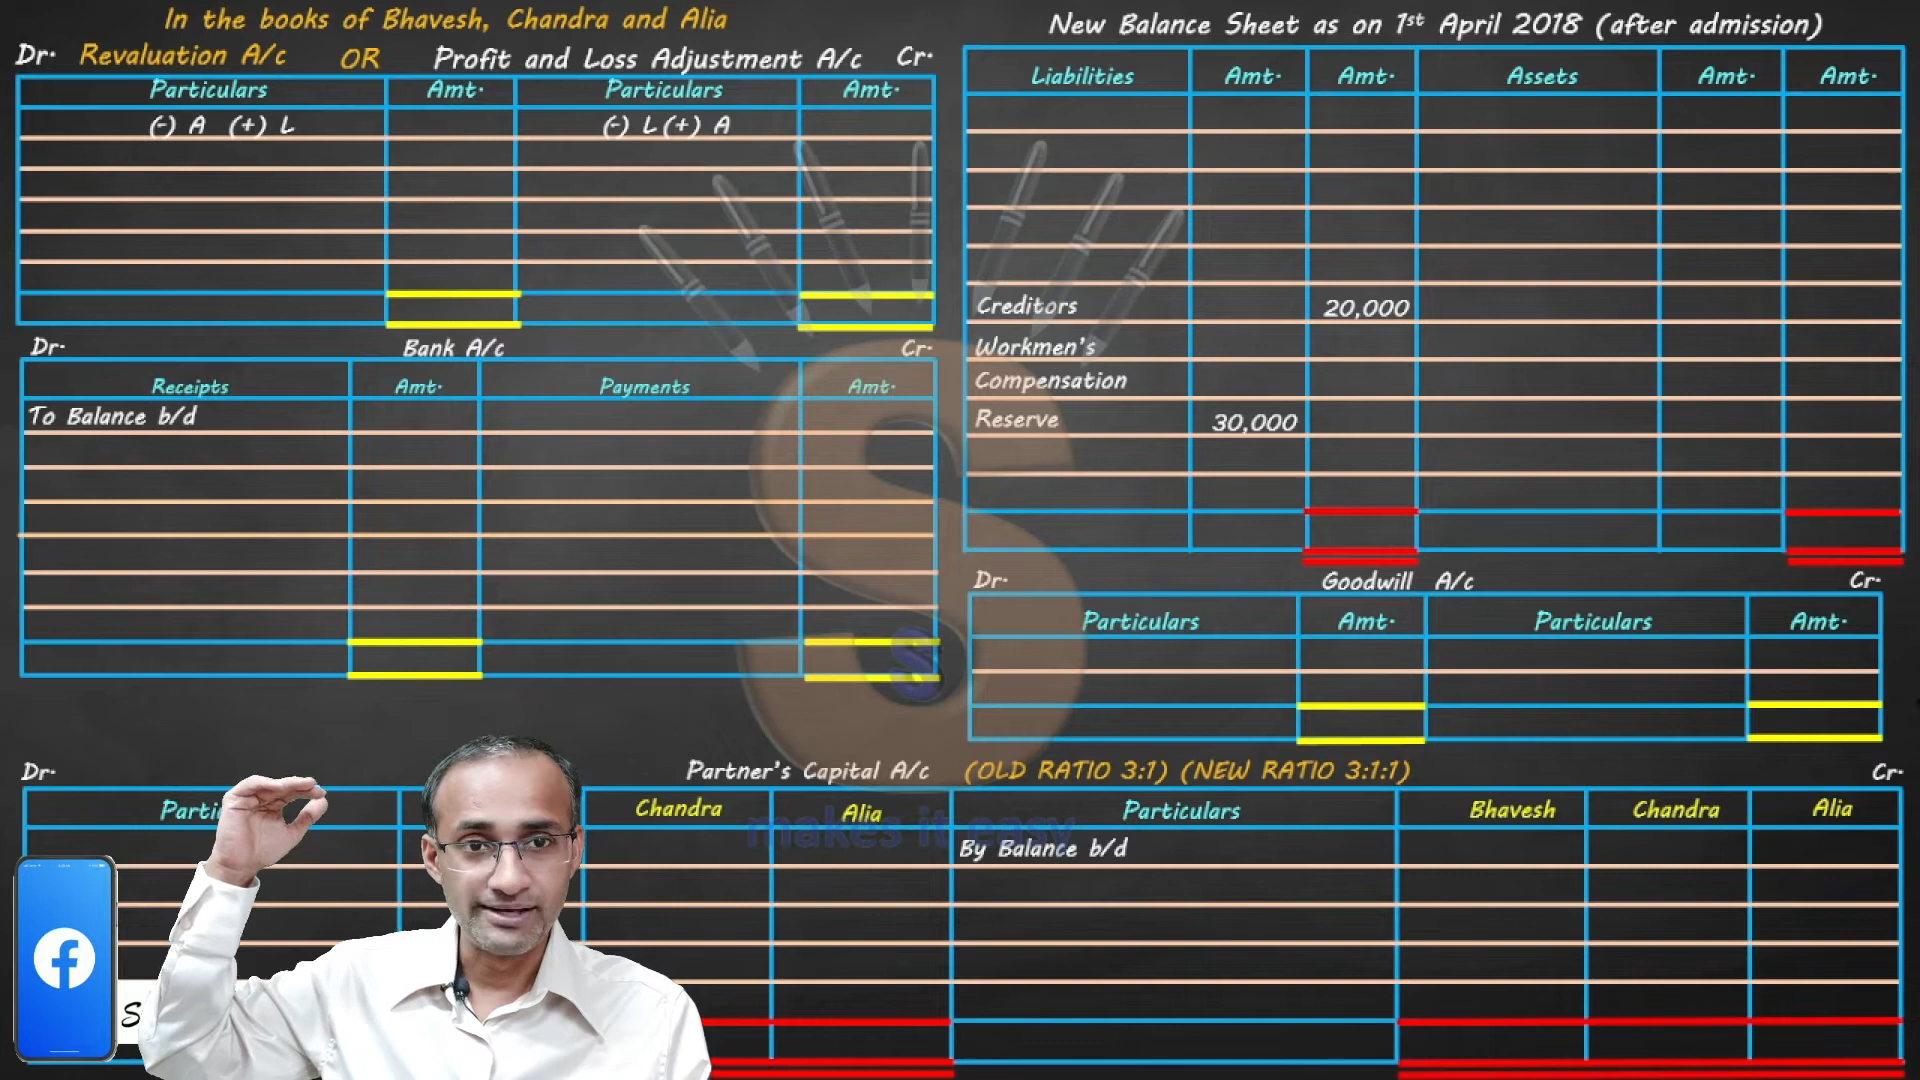 In the books of Bhavesh, Chandra and Alia
Dr. Revaluation A/c OR Profit and Loss Adjustment A/c Cr.
Particulars Amt. Particulars Amt.
(-) A (+) L (-) L (+) A
Dr. Bank A/c Cr.
Receipts Amt. Payments Amt.
To Balance b/d
New Balance Sheet as on 1st April 2018 (after admission)
Liabilities Amt. Amt. Assets Amt. Amt.
Creditors 20,000
Workmen's
Compensation
Reserve 30,000
Dr. Goodwill A/c Cr.
Particulars Amt. Particulars Amt.
Dr. Partner's Capital A/c (OLD RATIO 3:1) (NEW RATIO 3:1:1) Cr.
Chandra Alia Particulars Bhavesh Chandra Alia
By Balance b/d
makes it easy